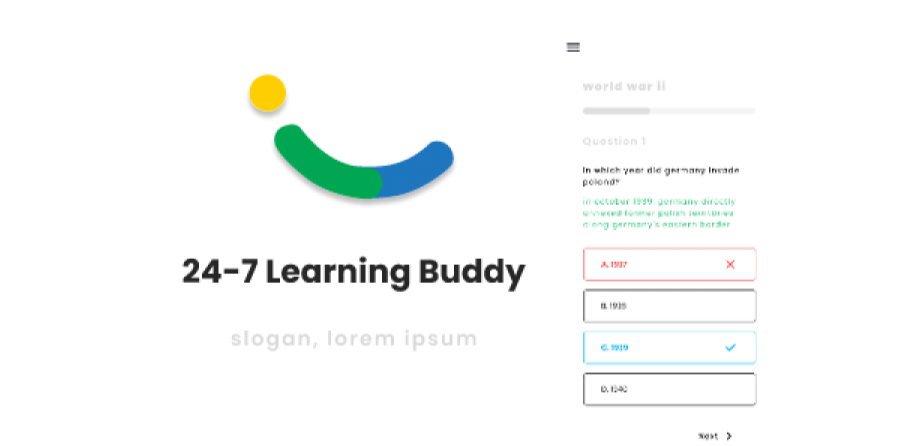 24-7 Learning Buddy
slogan, lorem ipsum
world war ii
Question 1
In which year did germany invade
poland?
in october 1939, germany directly
annexed former polish territories
along germany's eastern border
A. 1937
B. 1935
C. 1939
D. 1940
Next